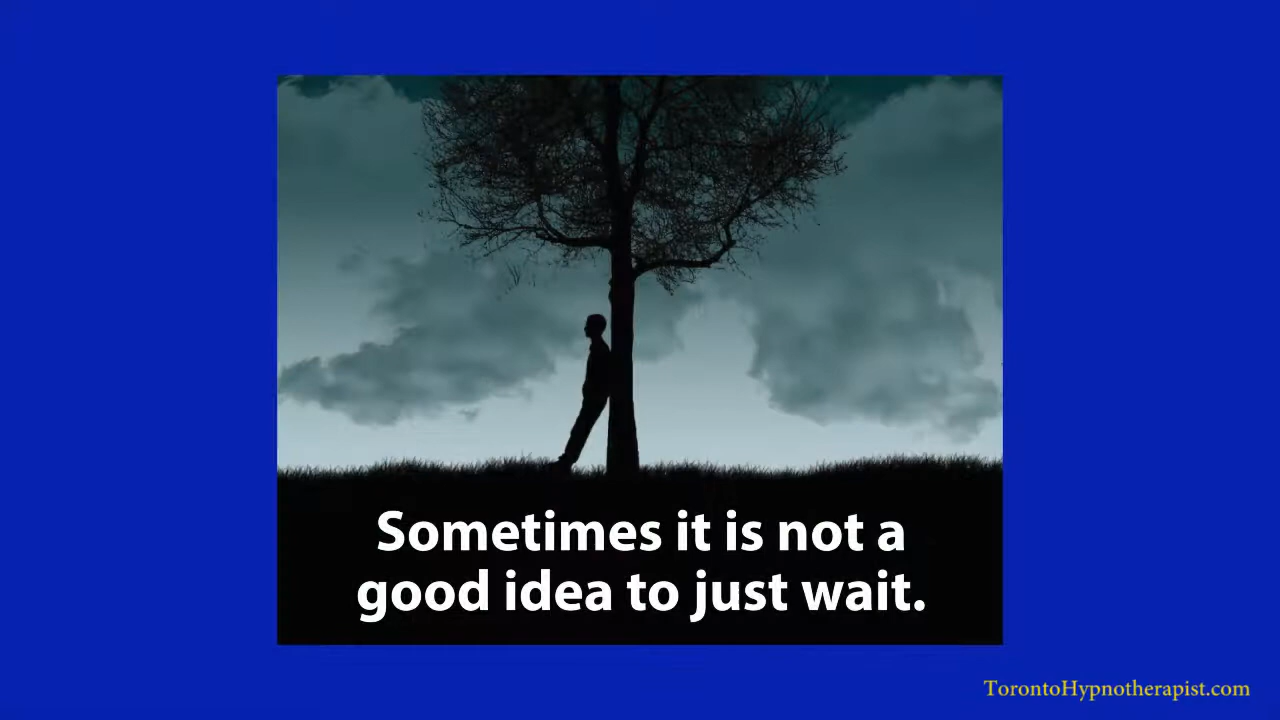 Sometimes it is not a
good idea to just wait.
TorontoHypnotherapist.com